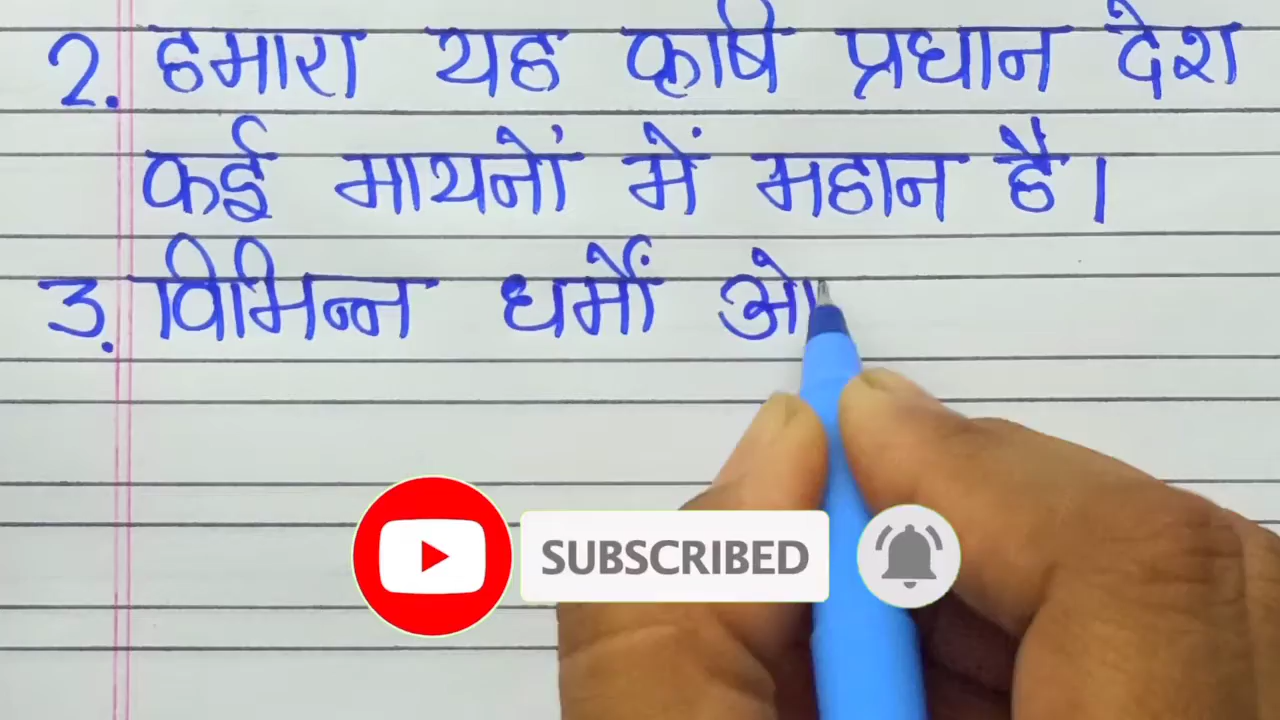 2. हमारा यह कृषि प्रधान देश
कई मायनों में महान है।
3. विभिन्न धर्मों ओ
SUBSCRIBED